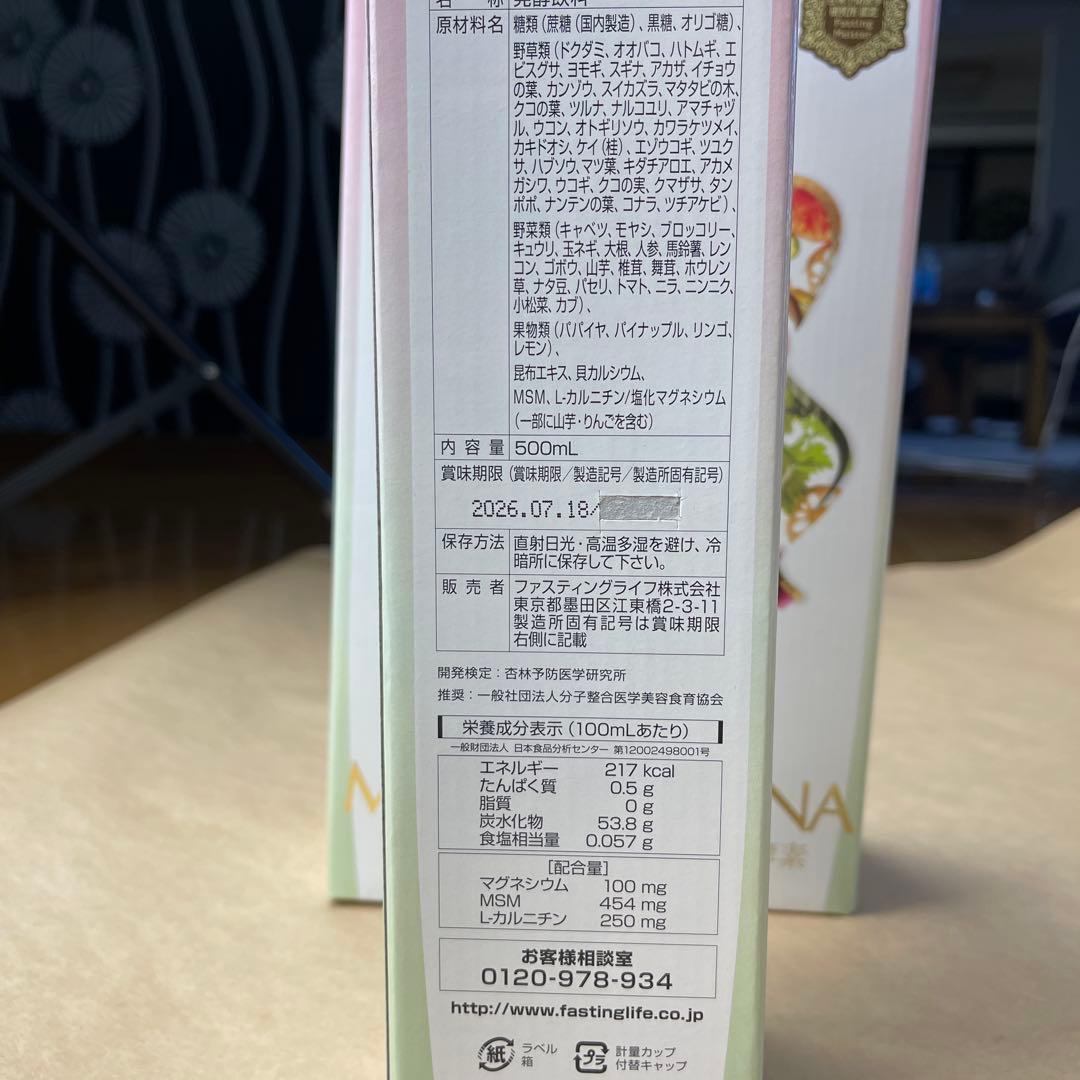 名 称 発酵飲料
原材料名 糖類(蔗糖(国内製造)、黒糖、オリゴ糖)、
野草類(ドクダミ、オオバコ、ハトムギ、エ
ビスグサ、ヨモギ、スギナ、アカザ、イチョウ
の葉、カンゾウ、スイカズラ、マタタビの木、
クコの葉、ツルナ、ナルコユリ、アマチャヅ
ル、ウコン、オトギリソウ、カワラケツメイ、
カキドオシ、ケイ(桂)、エゾウコギ、ツユク
サ、ハブソウ、マツ葉、キダチアロエ、アカメ
ガシワ、ウコギ、クコの実、クマザサ、タン
ポポ、ナンテンの葉、コナラ、ツチアケビ)、
野菜類(キャベツ、モヤシ、ブロッコリー、
キュウリ、玉ネギ、大根、人参、馬鈴薯、レン
コン、ゴボウ、山芋、椎茸、舞茸、ホウレン
草、ナタ豆、パセリ、トマト、ニラ、ニンニク、
小松菜、カブ)、
果物類(パパイヤ、パイナップル、リンゴ、
レモン)、
昆布エキス、貝カルシウム、
MSM、L-カルニチン/塩化マグネシウム
(一部に山芋・りんごを含む)
内容量 500mL
賞味期限 (賞味期限/製造記号/製造所固有記号)
2026.07.18/
保存方法 直射日光・高温多湿を避け、冷
暗所に保存して下さい。
販売者 ファスティングライフ株式会社
東京都墨田区江東橋2-3-11
製造所固有記号は賞味期限
右側に記載
開発検定：杏林予防医学研究所
推奨：一般社団法人分子整合医学美容食育協会
栄養成分表示(100mLあたり)
一般財団法人 日本食品分析センター 第12002498001号
エネルギー 217 kcal
たんぱく質 0.5 g
脂質 0 g
炭水化物 53.8 g
食塩相当量 0.057 g
[配合量]
マグネシウム 100 mg
MSM 454 mg
L-カルニチン 250 mg
お客様相談室
0120-978-934
http://www.fastinglife.co.jp
紙 ラベル
箱
プラ 計量カップ
付替キャップ
Fasting
Meister
M
NA
酵素